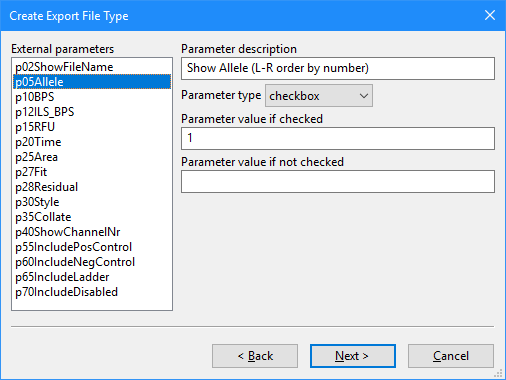 Create Export File Type
External parameters
p02ShowFileName
p05Allele
p10BPS
p12ILS_BPS
p15RFU
p20Time
p25Area
p27Fit
p28Residual
p30Style
p35Collate
p40ShowChannelNr
p55IncludePosControl
p60IncludeNegControl
p65IncludeLadder
p70IncludeDisabled
Parameter description
Show Allele (L-R order by number)
Parameter type checkbox
Parameter value if checked
1
Parameter value if not checked
< Back Next > Cancel